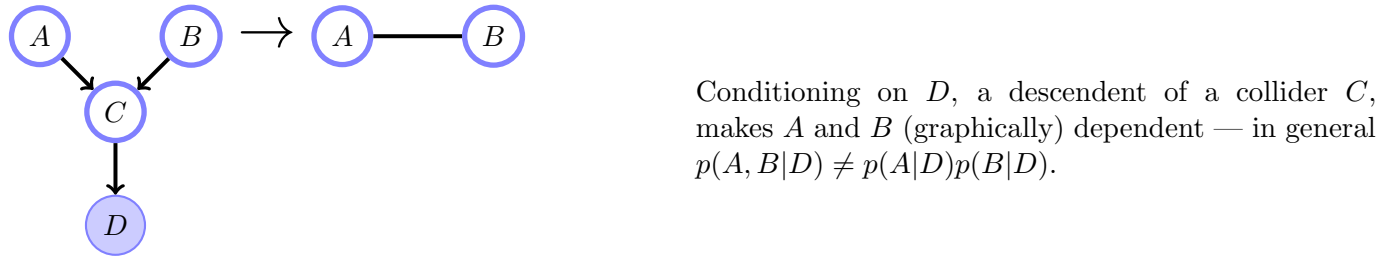 A B → A B
C
D
Conditioning on D, a descendent of a collider C,
makes A and B (graphically) dependent — in general
p(A, B|D) ≠ p(A|D)p(B|D).